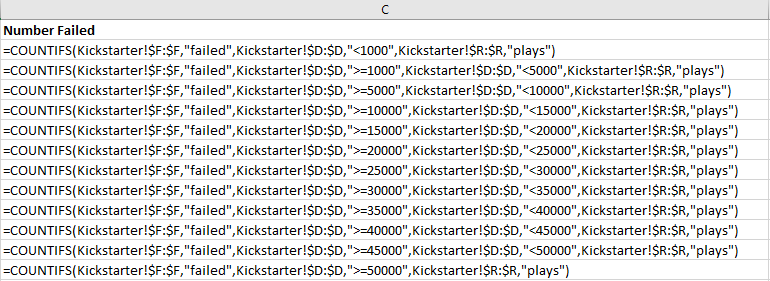 C
Number Failed
=COUNTIFS(Kickstarter!$F:$F,"failed",Kickstarter!$D:$D,"<1000",Kickstarter!$R:$R,"plays")
=COUNTIFS(Kickstarter!$F:$F,"failed",Kickstarter!$D:$D,">=1000",Kickstarter!$D:$D,"<5000",Kickstarter!$R:$R,"plays")
=COUNTIFS(Kickstarter!$F:$F,"failed",Kickstarter!$D:$D,">=5000",Kickstarter!$D:$D,"<10000",Kickstarter!$R:$R,"plays")
=COUNTIFS(Kickstarter!$F:$F,"failed",Kickstarter!$D:$D,">=10000",Kickstarter!$D:$D,"<15000",Kickstarter!$R:$R,"plays")
=COUNTIFS(Kickstarter!$F:$F,"failed",Kickstarter!$D:$D,">=15000",Kickstarter!$D:$D,"<20000",Kickstarter!$R:$R,"plays")
=COUNTIFS(Kickstarter!$F:$F,"failed",Kickstarter!$D:$D,">=20000",Kickstarter!$D:$D,"<25000",Kickstarter!$R:$R,"plays")
=COUNTIFS(Kickstarter!$F:$F,"failed",Kickstarter!$D:$D,">=25000",Kickstarter!$D:$D,"<30000",Kickstarter!$R:$R,"plays")
=COUNTIFS(Kickstarter!$F:$F,"failed",Kickstarter!$D:$D,">=30000",Kickstarter!$D:$D,"<35000",Kickstarter!$R:$R,"plays")
=COUNTIFS(Kickstarter!$F:$F,"failed",Kickstarter!$D:$D,">=35000",Kickstarter!$D:$D,"<40000",Kickstarter!$R:$R,"plays")
=COUNTIFS(Kickstarter!$F:$F,"failed",Kickstarter!$D:$D,">=40000",Kickstarter!$D:$D,"<45000",Kickstarter!$R:$R,"plays")
=COUNTIFS(Kickstarter!$F:$F,"failed",Kickstarter!$D:$D,">=45000",Kickstarter!$D:$D,"<50000",Kickstarter!$R:$R,"plays")
=COUNTIFS(Kickstarter!$F:$F,"failed",Kickstarter!$D:$D,">=50000",Kickstarter!$R:$R,"plays")